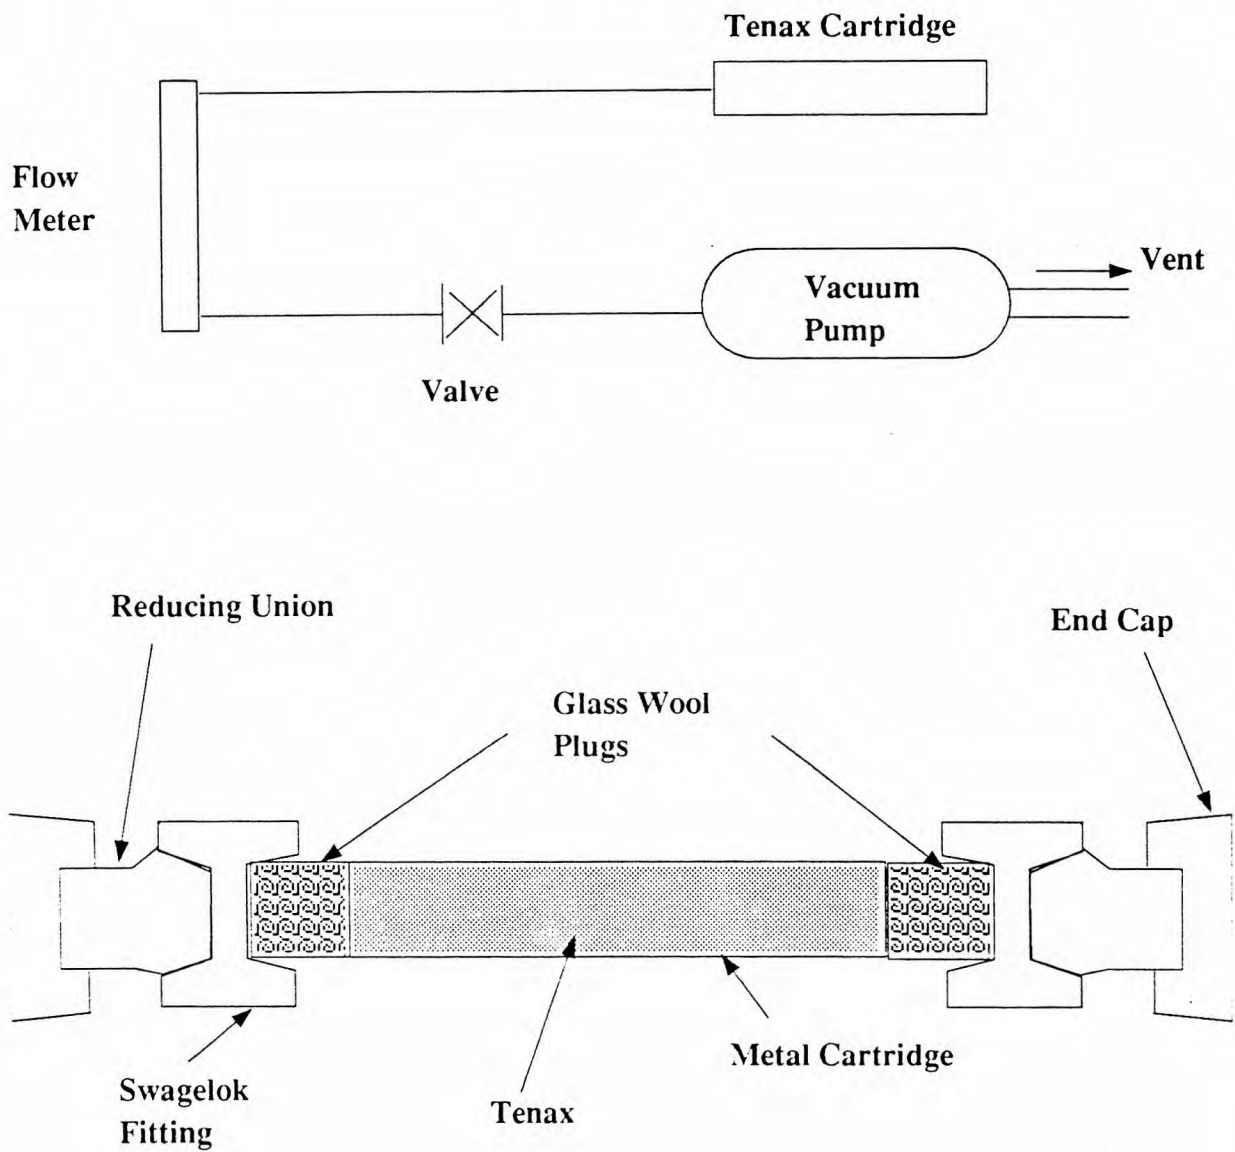 Tenax Cartridge
Flow
Meter
Vent
Vacuum
Pump
Valve
Reducing Union
End Cap
Glass Wool
Plugs
Metal Cartridge
Swagelok
Fitting
Tenax